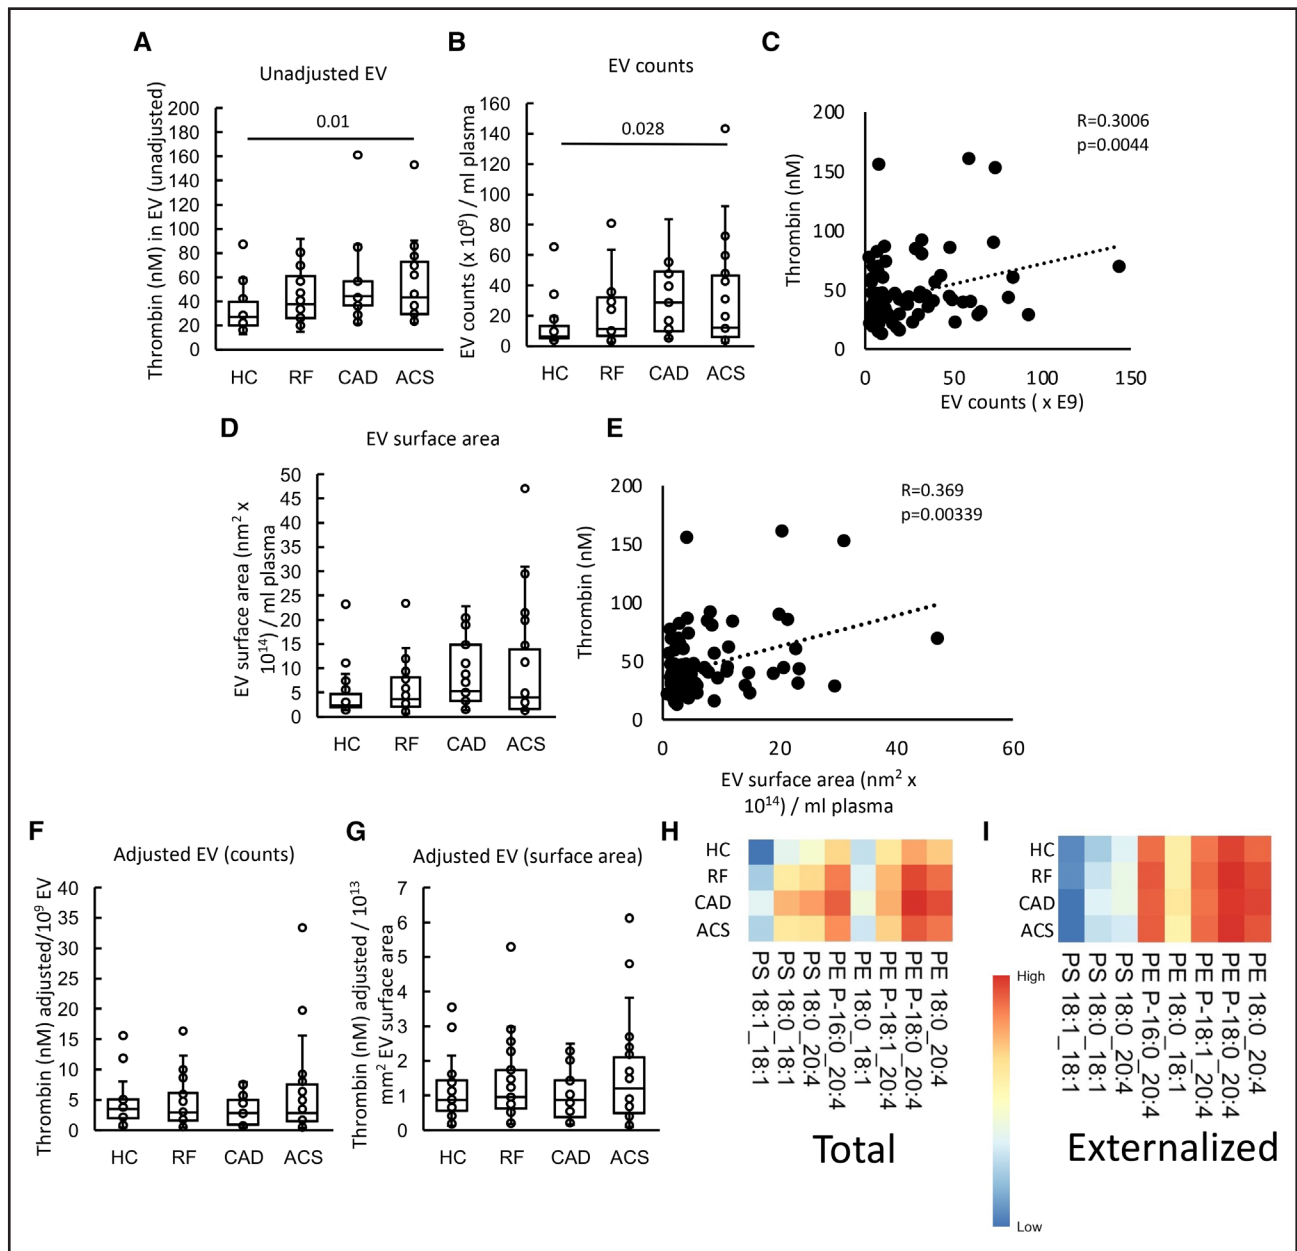 A
Unadjusted EV
Thrombin (nM) in EV (unadjusted)
200
180
160
140
120
100
80
60
40
20
0
0.01
HC RF CAD ACS
B
EV counts
EV counts (x 10⁹) / ml plasma
160
140
120
100
80
60
40
20
0
0.028
HC RF CAD ACS
C
Thrombin (nM)
200
150
100
50
0
R=0.3006
p=0.0044
0 50 100 150
EV counts ( x E9)
D
EV surface area
EV surface area (nm² x
10¹⁴) / ml plasma
50
45
40
35
30
25
20
15
10
5
0
HC RF CAD ACS
E
Thrombin (nM)
200
150
100
50
0
R=0.369
p=0.00339
0 20 40 60
EV surface area (nm² x
10¹⁴) / ml plasma
F
Adjusted EV (counts)
Thrombin (nM) adjusted/10⁹ EV
40
35
30
25
20
15
10
5
0
HC RF CAD ACS
G
Adjusted EV (surface area)
Thrombin (nM) adjusted / 10¹³
nm² EV surface area
7
6
5
4
3
2
1
0
HC RF CAD ACS
H
HC
RF
CAD
ACS
PS 18:1_18:1
PS 18:0_18:1
PS 18:0_20:4
PE P-16:0_20:4
PE 18:0_18:1
PE P-18:1_20:4
PE P-18:0_20:4
PE 18:0_20:4
Total
I
HC
RF
CAD
ACS
PS 18:1_18:1
PS 18:0_18:1
PS 18:0_20:4
PE P-16:0_20:4
PE 18:0_18:1
PE P-18:1_20:4
PE P-18:0_20:4
PE 18:0_20:4
Externalized
High
Low